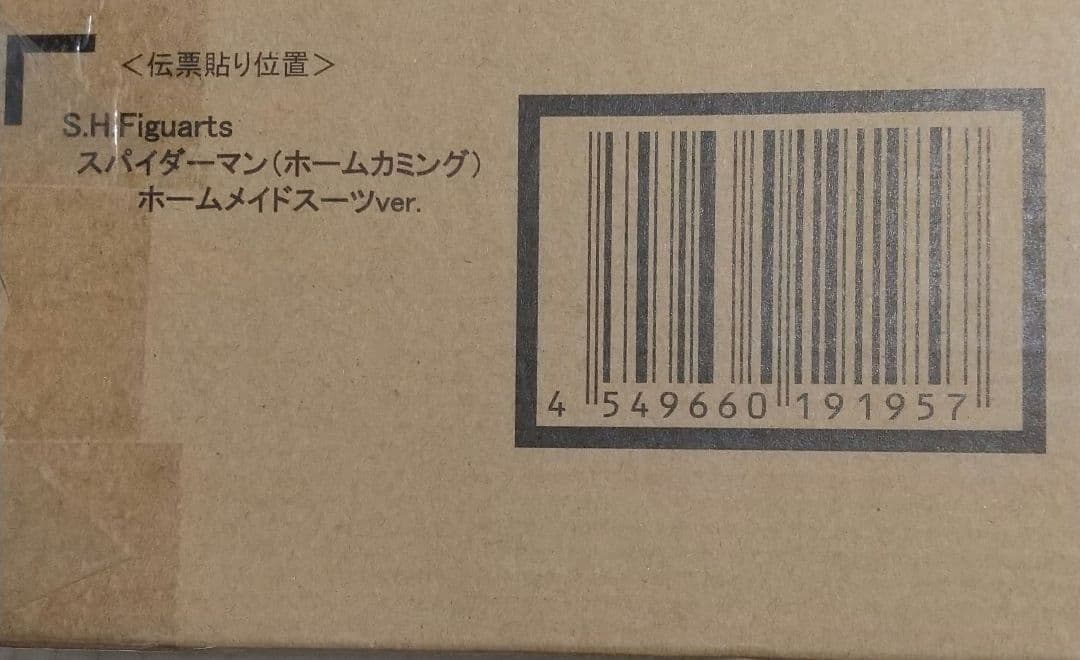 <伝票貼り位置>
S.H.Figuarts
スパイダーマン(ホームカミング)
ホームメイドスーツver.
4 549660 191957